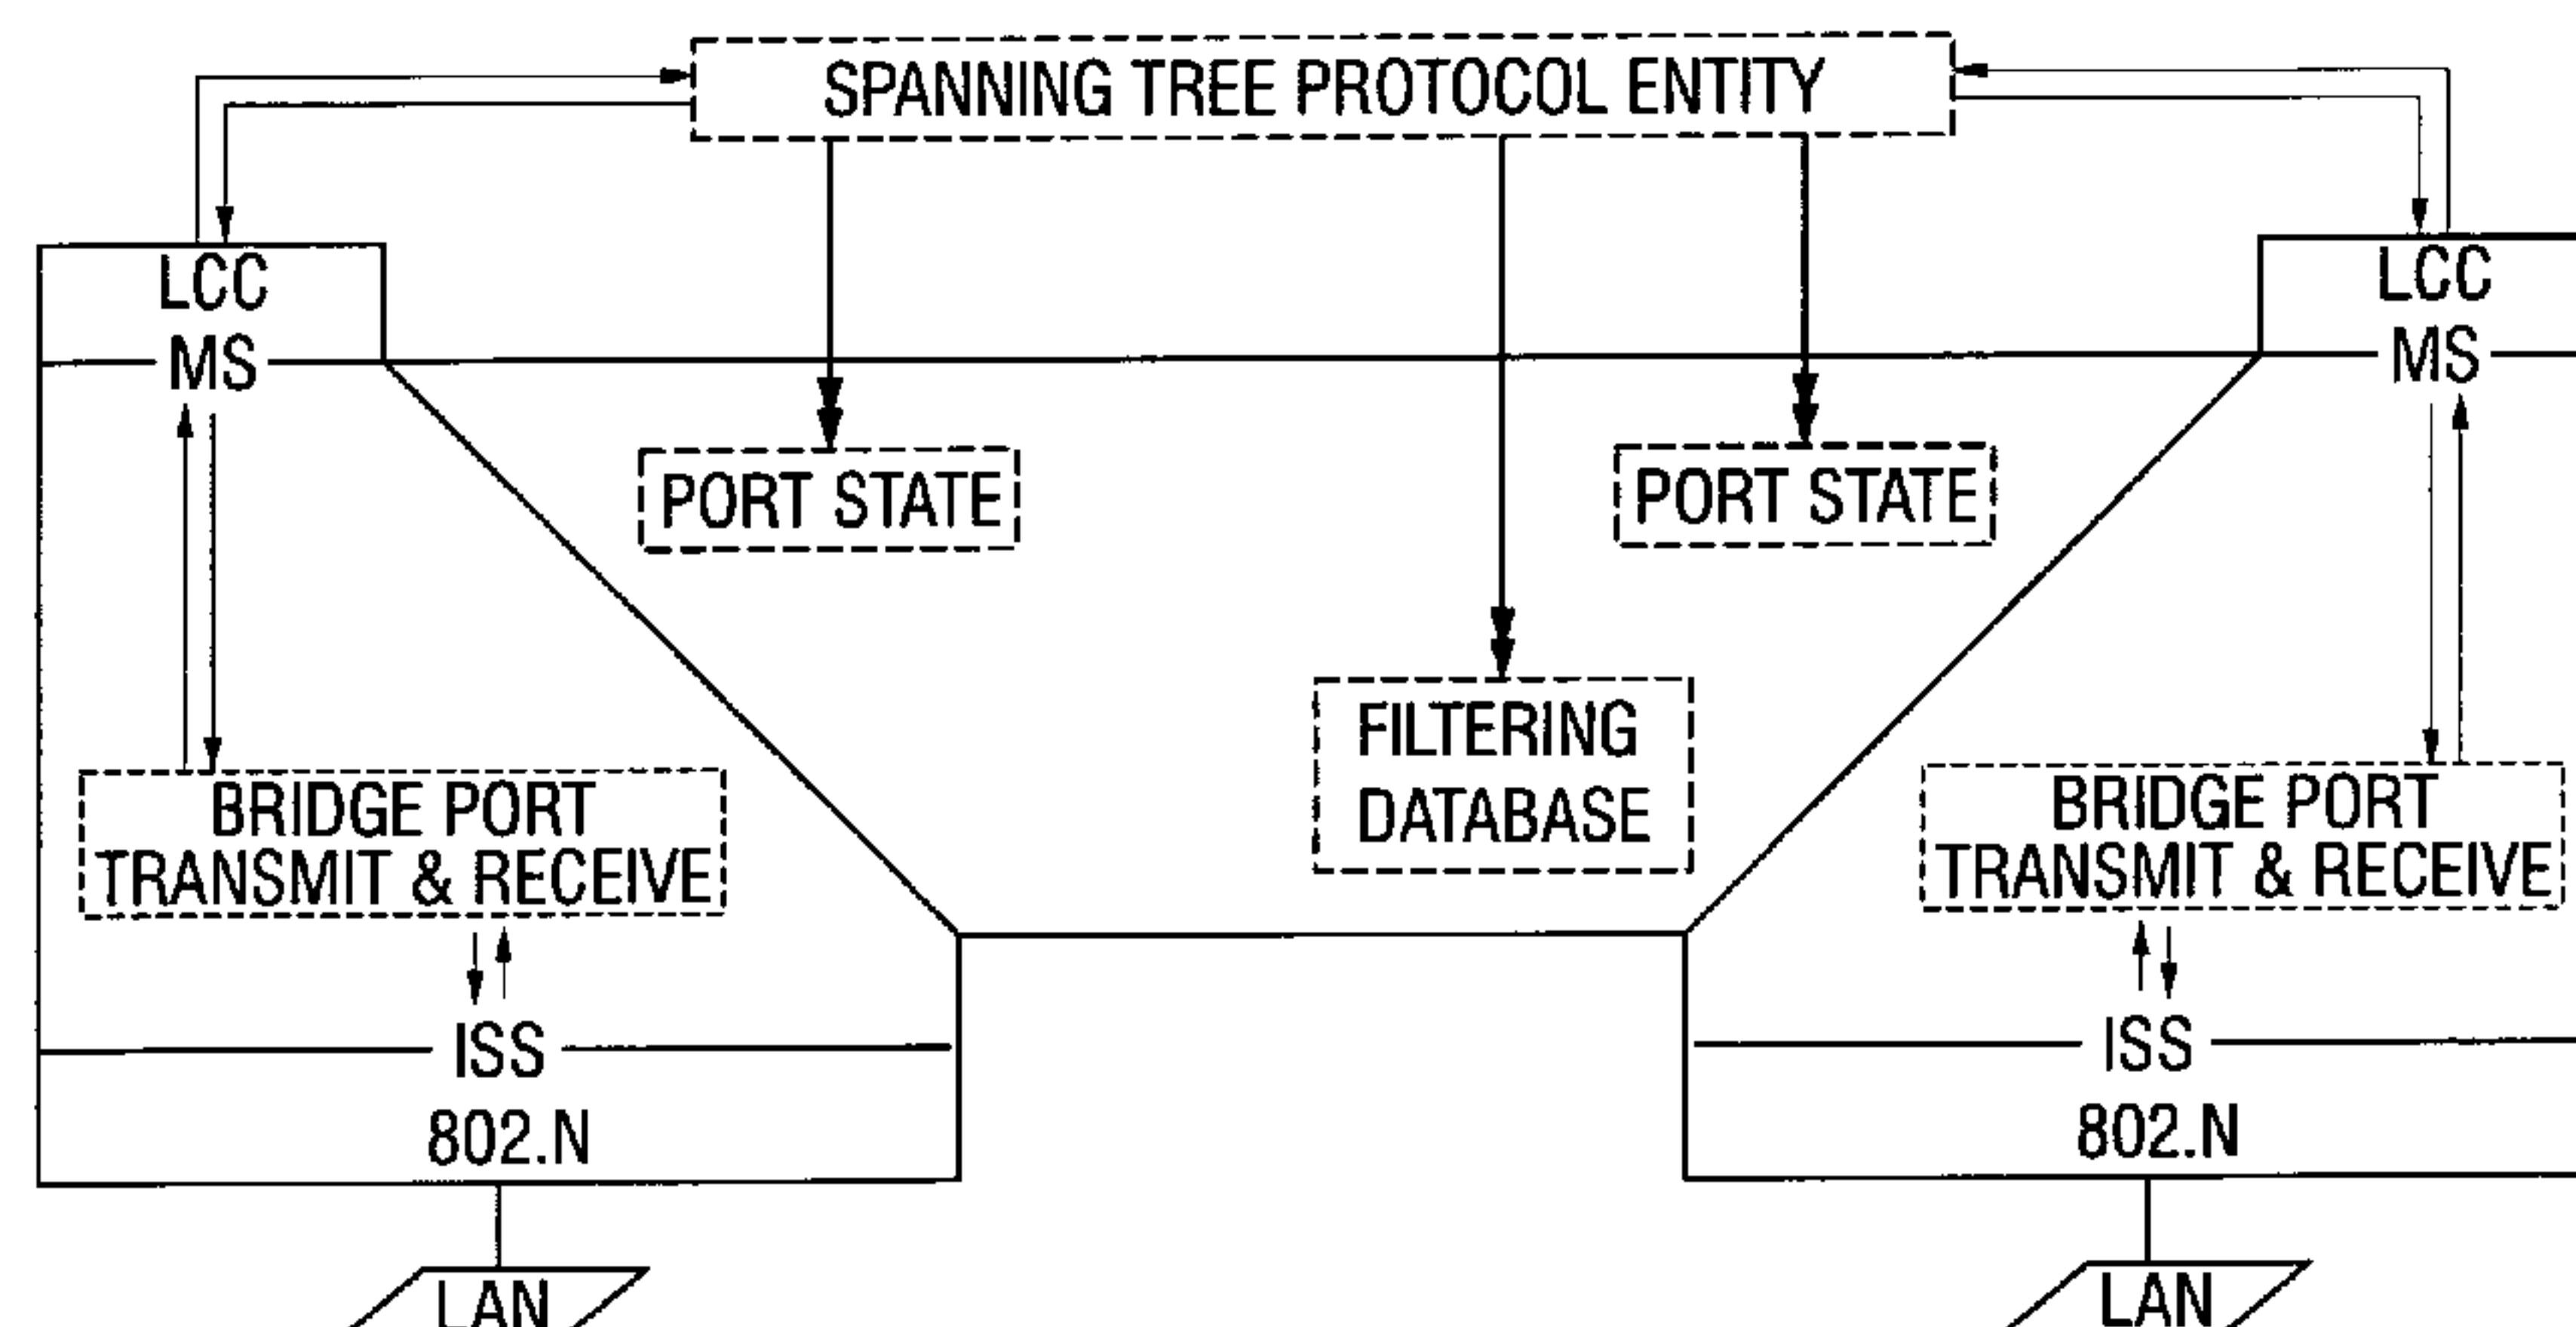 SPANNING TREE PROTOCOL ENTITY
LCC
LCC
MS
MS
PORT STATE
PORT STATE
FILTERING
DATABASE
BRIDGE PORT
TRANSMIT & RECEIVE
BRIDGE PORT
TRANSMIT & RECEIVE
ISS
ISS
802.N
802.N
LAN
LAN